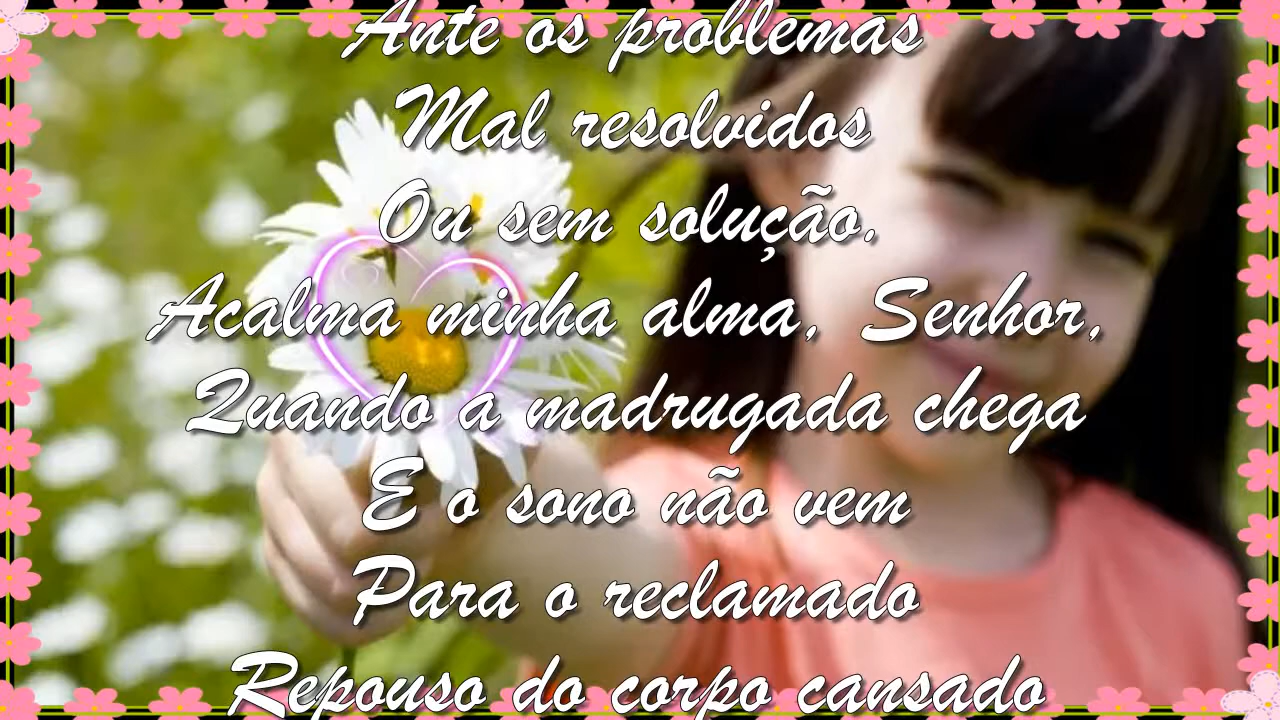 Ante os problemas
Mal resolvidos
Ou sem solução.
Acalma minha alma, Senhor,
Quando a madrugada chega
E o sono não vem
Para o reclamado
Repouso do corpo cansado